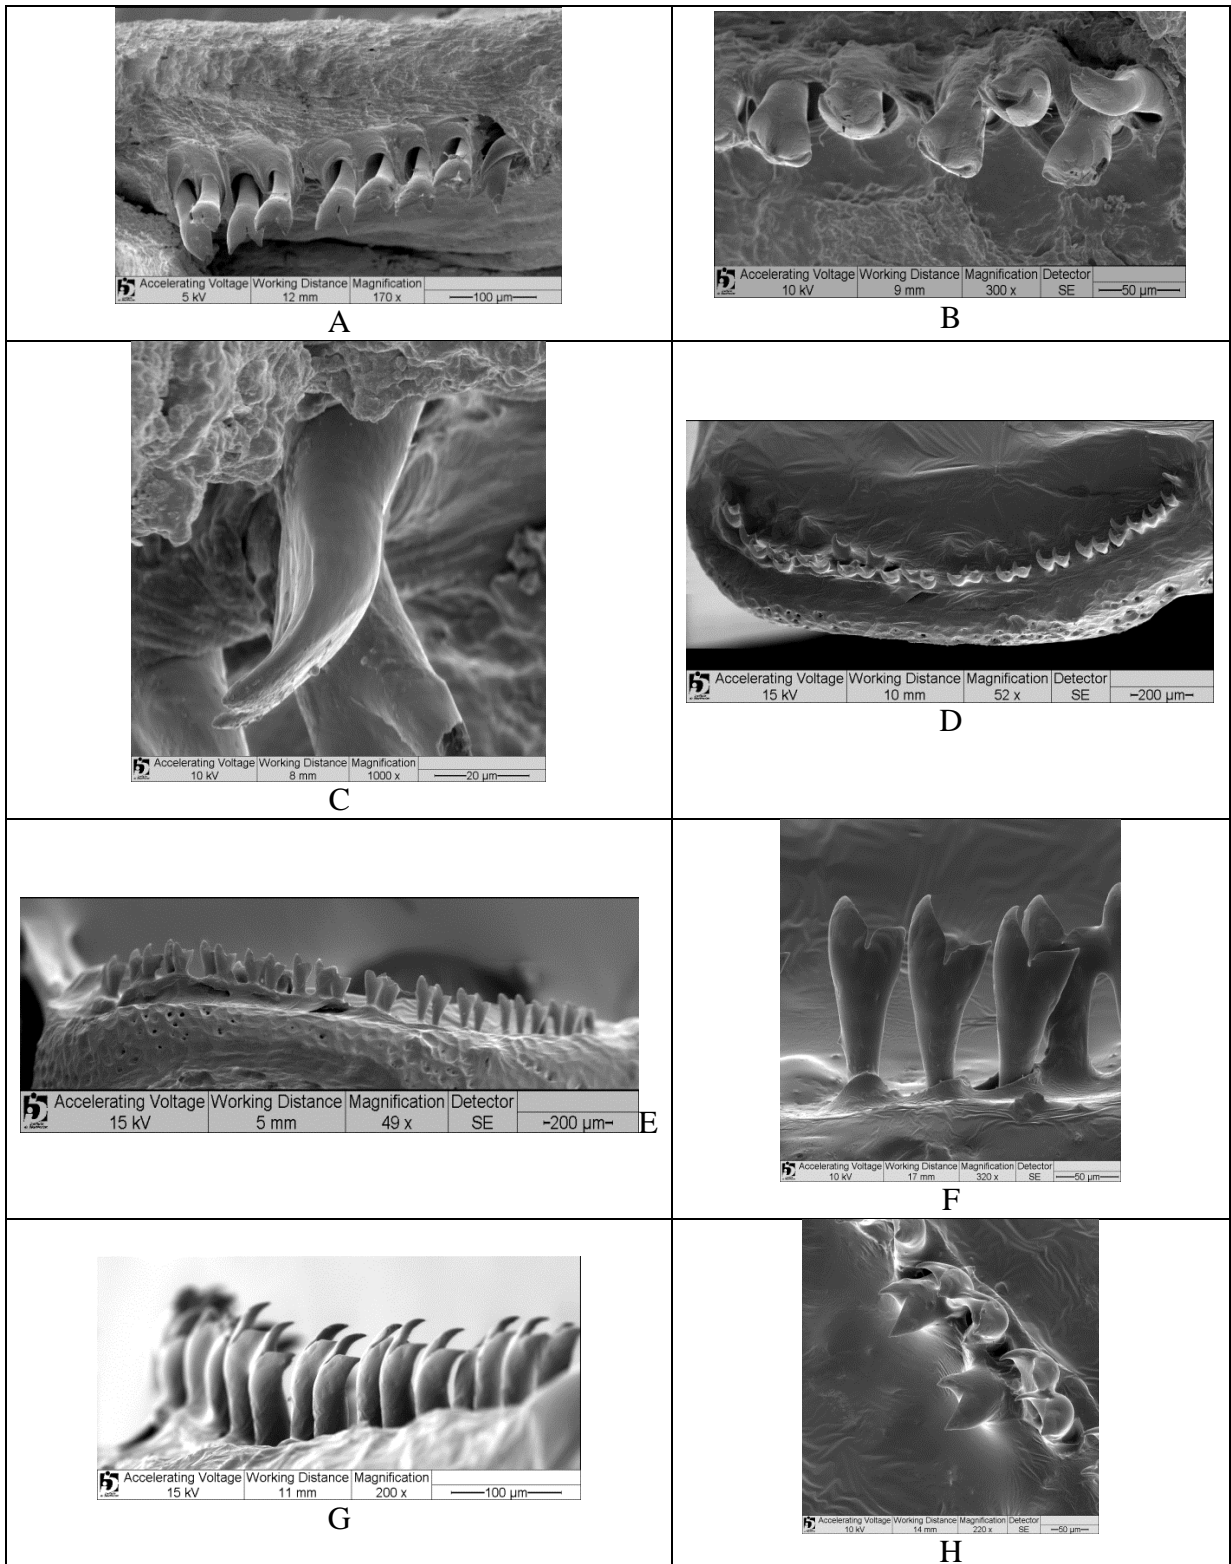 Accelerating Voltage Working Distance Magnification
5 kV 12 mm 170 x 100 µm
A
Accelerating Voltage Working Distance Magnification Detector
10 kV 9 mm 300 x SE 50 µm
B
Accelerating Voltage Working Distance Magnification
10 kV 8 mm 1000 x 20 µm
C
Accelerating Voltage Working Distance Magnification Detector
15 kV 10 mm 52 x SE 200 µm
D
Accelerating Voltage Working Distance Magnification Detector
15 kV 5 mm 49 x SE 200 µm
E
Accelerating Voltage Working Distance Magnification Detector
10 kV 17 mm 320 x SE 50 µm
F
Accelerating Voltage Working Distance Magnification
15 kV 11 mm 200 x 100 µm
G
Accelerating Voltage Working Distance Magnification Detector
10 kV 14 mm 220 x SE 50 µm
H